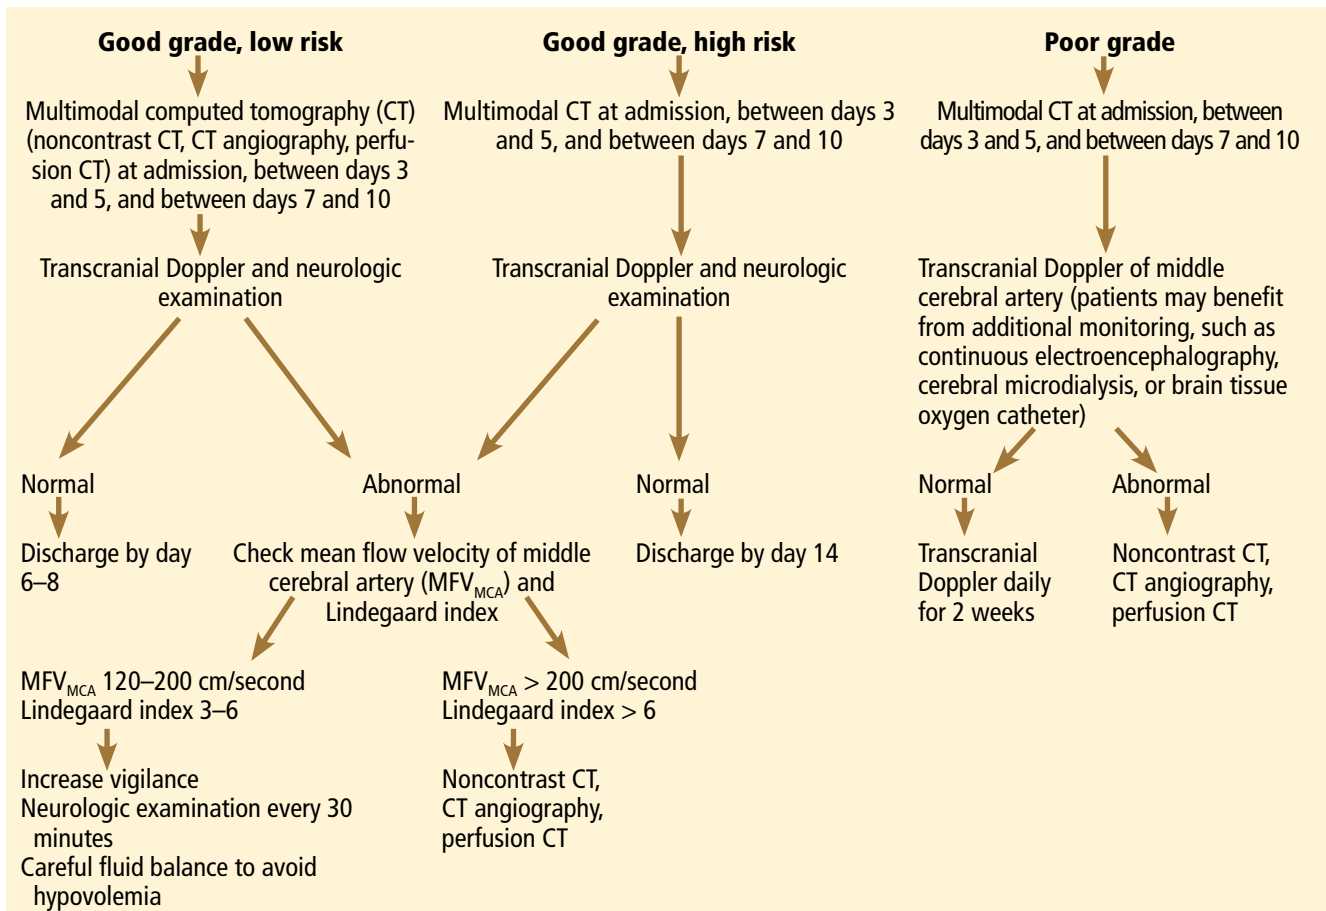 Good grade, low risk
Multimodal computed tomography (CT)
(noncontrast CT, CT angiography, perfu-
sion CT) at admission, between days 3
and 5, and between days 7 and 10
Transcranial Doppler and neurologic
examination
Good grade, high risk
Multimodal CT at admission, between days 3
and 5, and between days 7 and 10
Transcranial Doppler and neurologic
examination
Poor grade
Multimodal CT at admission, between
days 3 and 5, and between days 7 and 10
Transcranial Doppler of middle
cerebral artery (patients may benefit
from additional monitoring, such as
continuous electroencephalography,
cerebral microdialysis, or brain tissue
oxygen catheter)
Normal
Discharge by day
6–8
Abnormal
Check mean flow velocity of middle
cerebral artery (MFVMCA) and
Lindegaard index
Normal
Discharge by day 14
Normal
Transcranial
Doppler daily
for 2 weeks
Abnormal
Noncontrast CT,
CT angiography,
perfusion CT
MFVMCA 120–200 cm/second
Lindegaard index 3–6
Increase vigilance
Neurologic examination every 30
minutes
Careful fluid balance to avoid
hypovolemia
MFVMCA > 200 cm/second
Lindegaard index > 6
Noncontrast CT,
CT angiography,
perfusion CT